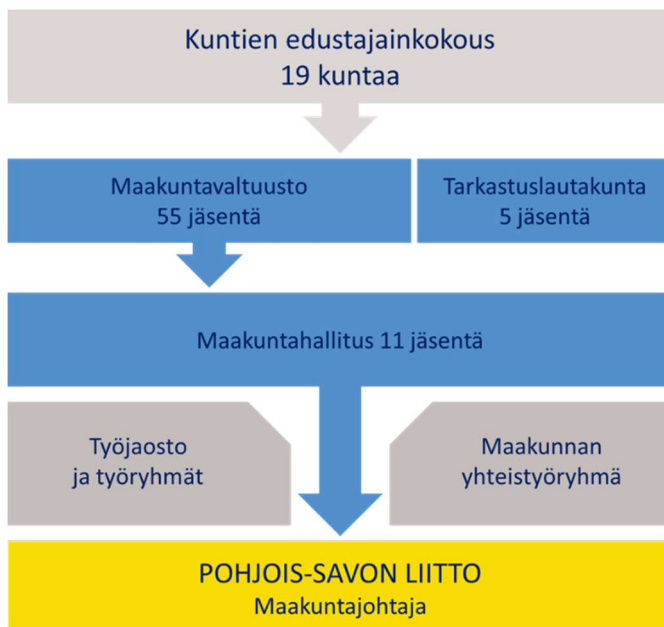 Kuntien edustajainkokous
19 kuntaa
Maakuntavaltuusto
55 jäsentä
Tarkastuslautakunta
5 jäsentä
Maakuntahallitus 11 jäsentä
Työjaosto
ja työryhmät
Maakunnan
yhteistyöryhmä
POHJOIS-SAVON LIITTO
Maakuntajohtaja